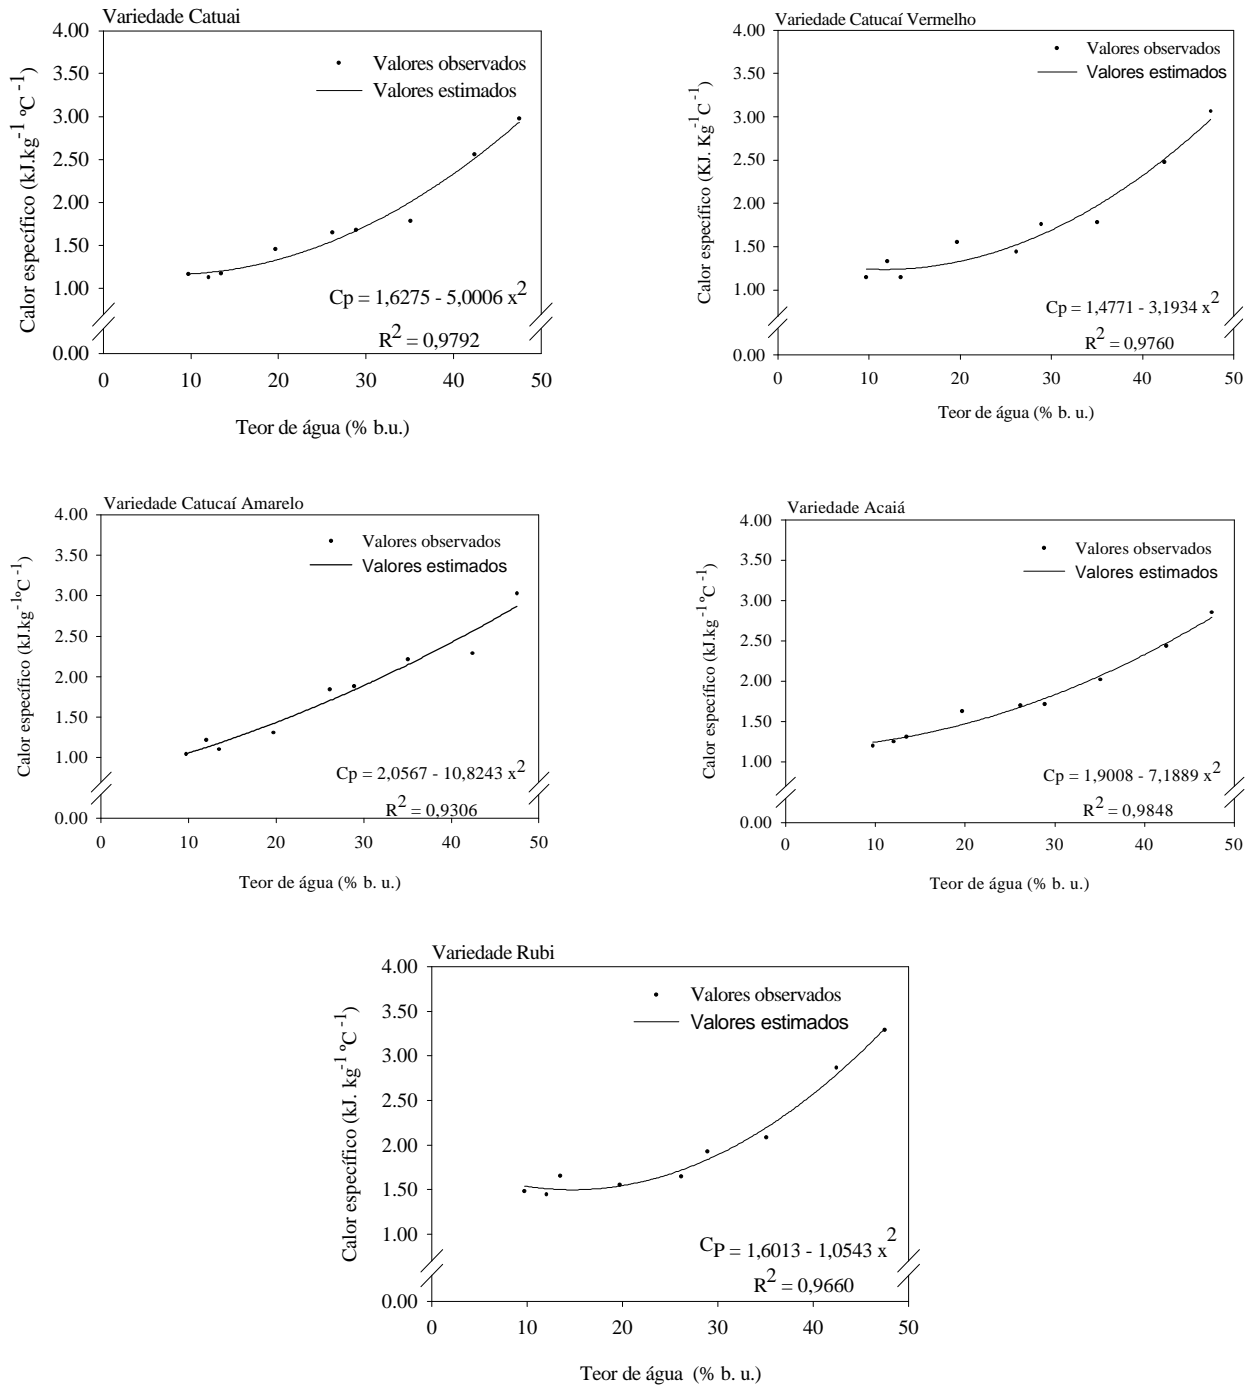 Variedade Catuai
4.00
3.50
3.00
2.50
2.00
1.50
1.00
0.00
Calor específico (kJ.kg⁻¹ ºC ⁻¹)
Valores observados
Valores estimados
Cp = 1,6275 - 5,0006 x²
R² = 0,9792
0 10 20 30 40 50
Teor de água (% b.u.)
Variedade Catucaí Vermelho
4.00
3.50
3.00
2.50
2.00
1.50
1.00
0.00
Calor específico (KJ. Kg⁻¹C⁻¹)
Valores observados
Valores estimados
Cp = 1,4771 - 3,1934 x²
R² = 0,9760
0 10 20 30 40 50
Teor de água (% b. u.)
Variedade Catucaí Amarelo
4.00
3.50
3.00
2.50
2.00
1.50
1.00
0.00
Calor específico (kJ.kg⁻¹ºC⁻¹)
Valores observados
Valores estimados
Cp = 2,0567 - 10,8243 x²
R² = 0,9306
0 10 20 30 40 50
Teor de água (% b. u.)
Variedade Acaiá
4.00
3.50
3.00
2.50
2.00
1.50
1.00
0.00
Calor específico (kJ.kg⁻¹ºC⁻¹)
Valores observados
Valores estimados
Cp = 1,9008 - 7,1889 x²
R² = 0,9848
0 10 20 30 40 50
Teor de água (% b. u.)
Variedade Rubi
4.00
3.50
3.00
2.50
2.00
1.50
1.00
0.00
Calor específico (kJ. kg⁻¹ ºC ⁻¹)
Valores observados
Valores estimados
CP = 1,6013 - 1,0543 x²
R² = 0,9660
0 10 20 30 40 50
Teor de água (% b. u.)